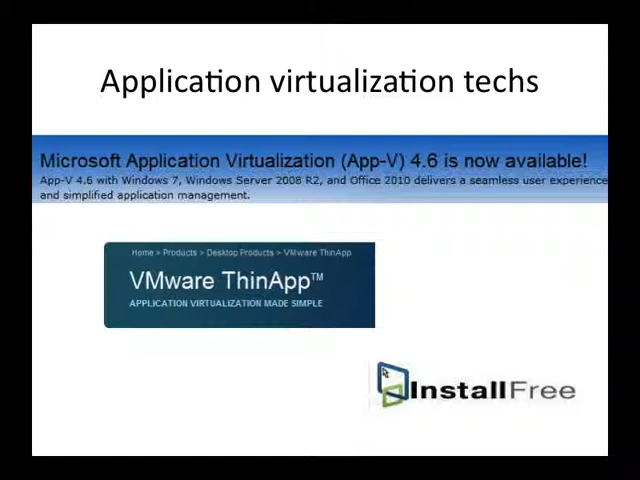 Application virtualization techs
Microsoft Application Virtualization (App-V) 4.6 is now available!
App-V 4.6 with Windows 7, Windows Server 2008 R2, and Office 2010 delivers a seamless user experience
and simplified application management.
Home > Products > Desktop Products > VMware ThinApp
VMware ThinApp™
APPLICATION VIRTUALIZATION MADE SIMPLE
InstallFree